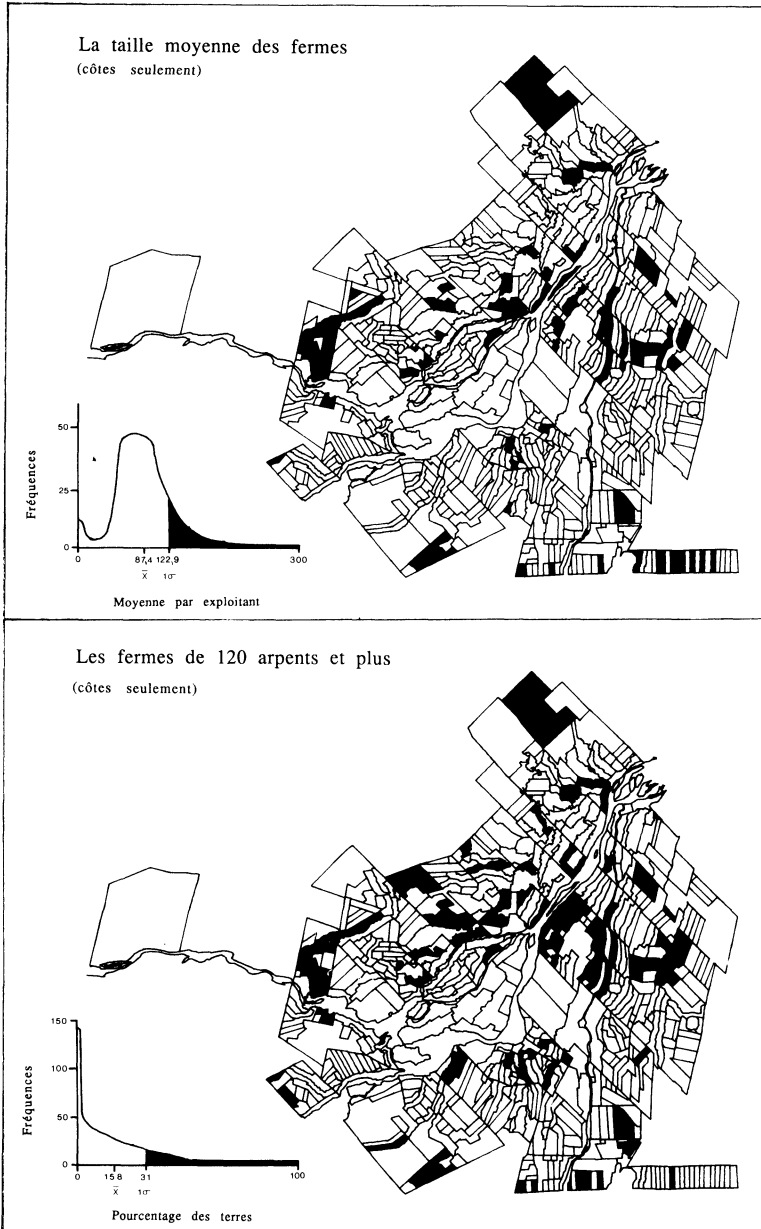 La taille moyenne des fermes
(côtes seulement)
Fréquences
50
25
0
0
87,4
122,9
300
x̄
1σ
Moyenne par exploitant
Les fermes de 120 arpents et plus
(côtes seulement)
Fréquences
150
100
50
0
0
15 8
31
100
x̄
1σ
Pourcentage des terres